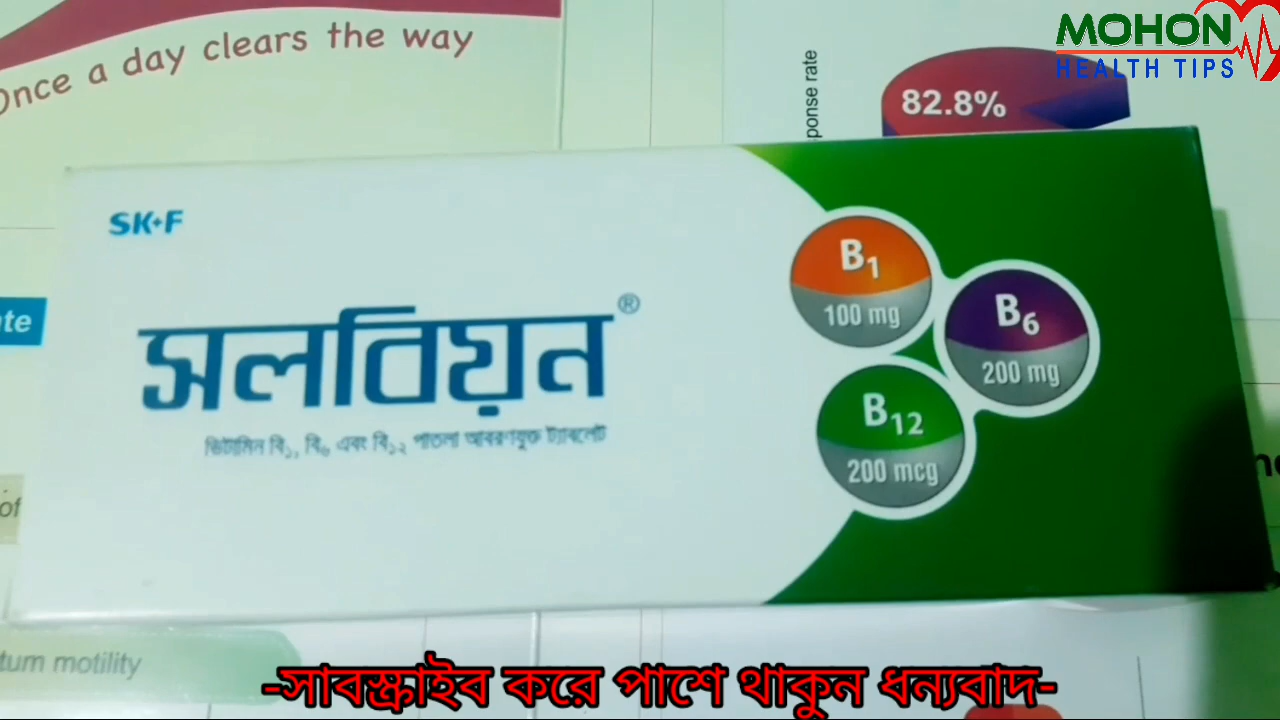 Once a day clears the way
ponse rate
82.8%
MOHON
HEALTH TIPS
SK+F
সলবিয়ন®
ভিটামিন বি১, বি৬ এবং বি১২ পাতলা আবরণযুক্ত ট্যাবলেট
B1
100 mg
B6
200 mg
B12
200 mcg
te
of
tum motility
-সাবস্ক্রাইব করে পাশে থাকুন ধন্যবাদ-